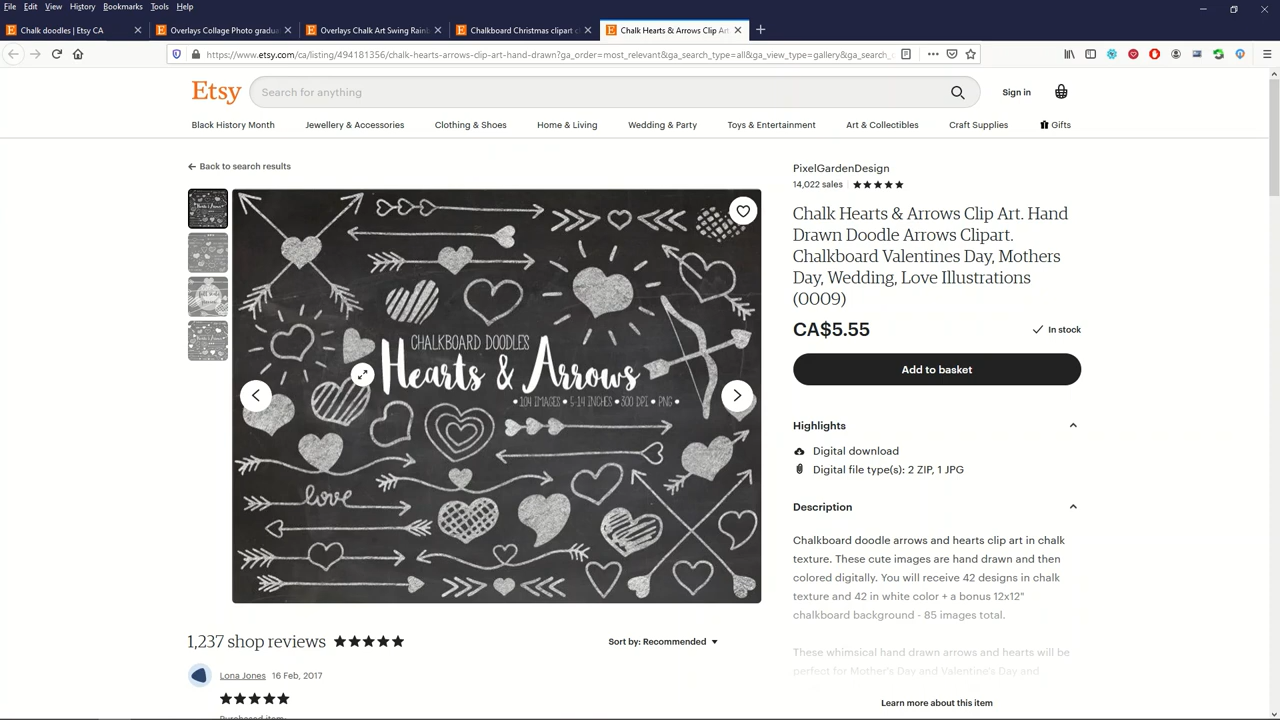 File Edit View History Bookmarks Tools Help
Chalk doodles | Etsy CA
Overlays Collage Photo gradu
Overlays Chalk Art Swing Rainb
Chalkboard Christmas clipart c
Chalk Hearts & Arrows Clip Art
https://www.etsy.com/ca/listing/494181356/chalk-hearts-arrows-clip-art-hand-drawn?ga_order=most_relevant&ga_search_type=all&ga_view_type=gallery&ga_search_
Etsy
Search for anything
Sign in
Black History Month
Jewellery & Accessories
Clothing & Shoes
Home & Living
Wedding & Party
Toys & Entertainment
Art & Collectibles
Craft Supplies
Gifts
Back to search results
CHALKBOARD DOODLES
Hearts & Arrows
• 104 IMAGES • 5-14 INCHES • 300 DPI • PNG •
love
PixelGardenDesign
14,022 sales
Chalk Hearts & Arrows Clip Art. Hand
Drawn Doodle Arrows Clipart.
Chalkboard Valentines Day, Mothers
Day, Wedding, Love Illustrations
(0009)
CA$5.55
In stock
Add to basket
Highlights
Digital download
Digital file type(s): 2 ZIP, 1 JPG
Description
Chalkboard doodle arrows and hearts clip art in chalk
texture. These cute images are hand drawn and then
colored digitally. You will receive 42 designs in chalk
texture and 42 in white color + a bonus 12x12"
chalkboard background - 85 images total.
These whimsical hand drawn arrows and hearts will be
perfect for Mother's Day and Valentine's Day and
Learn more about this item
1,237 shop reviews
Sort by: Recommended
Lona Jones 16 Feb, 2017
Purchased item: